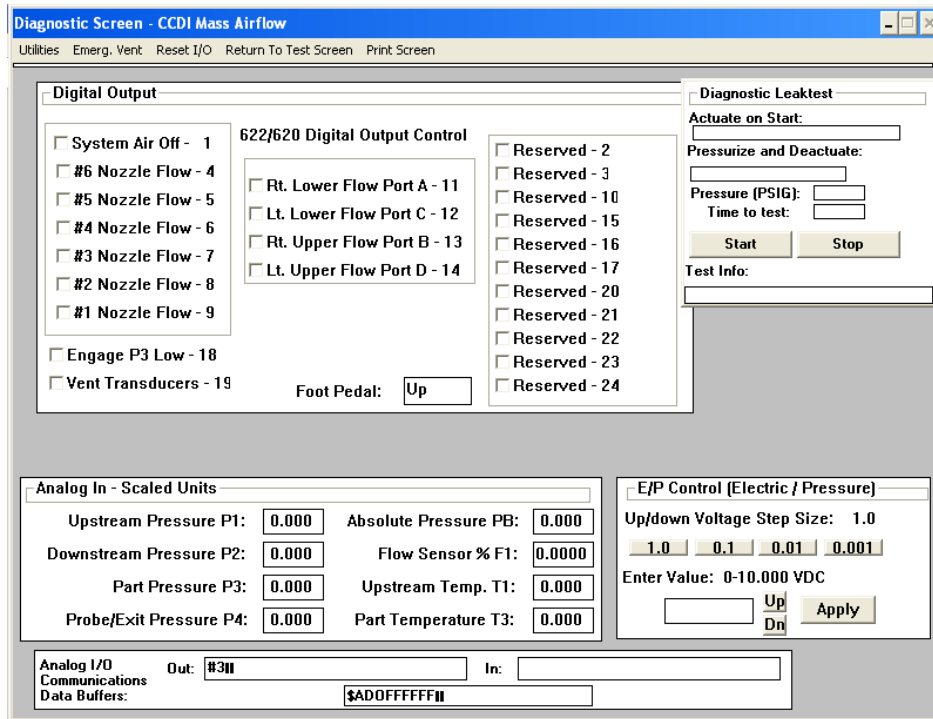 Diagnostic Screen - CCDI Mass Airflow
Utilities Emerg. Vent Reset I/O Return To Test Screen Print Screen
Digital Output
System Air Off - 1
#6 Nozzle Flow - 4
#5 Nozzle Flow - 5
#4 Nozzle Flow - 6
#3 Nozzle Flow - 7
#2 Nozzle Flow - 8
#1 Nozzle Flow - 9
Engage P3 Low - 18
Vent Transducers - 19
622/620 Digital Output Control
Rt. Lower Flow Port A - 11
Lt. Lower Flow Port C - 12
Rt. Upper Flow Port B - 13
Lt. Upper Flow Port D - 14
Foot Pedal: Up
Reserved - 2
Reserved - 3
Reserved - 10
Reserved - 15
Reserved - 16
Reserved - 17
Reserved - 20
Reserved - 21
Reserved - 22
Reserved - 23
Reserved - 24
Diagnostic Leaktest
Actuate on Start:
Pressurize and Deactuate:
Pressure (PSIG):
Time to test:
Start Stop
Test Info:
Analog In - Scaled Units
Upstream Pressure P1: 0.000 Absolute Pressure PB: 0.000
Downstream Pressure P2: 0.000 Flow Sensor % F1: 0.0000
Part Pressure P3: 0.000 Upstream Temp. T1: 0.000
Probe/Exit Pressure P4: 0.000 Part Temperature T3: 0.000
E/P Control (Electric / Pressure)
Up/down Voltage Step Size: 1.0
1.0 0.1 0.01 0.001
Enter Value: 0-10.000 VDC
Up
Dn
Apply
Analog I/O
Communications
Data Buffers:
Out: #3II In:
$ADOFFFFFFII